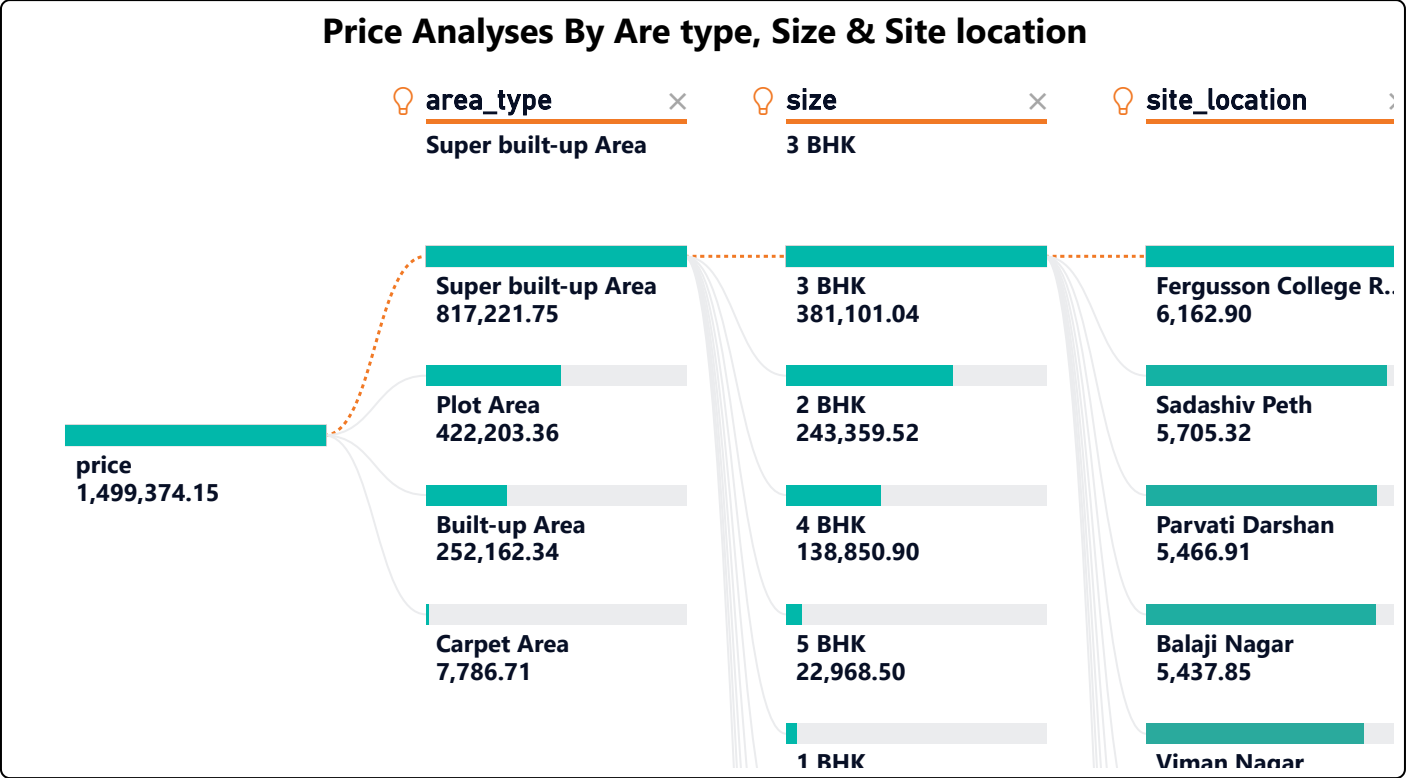 Price Analyses By Are type, Size & Site location
area_type
Super built-up Area
size
3 BHK
site_location
price
1,499,374.15
Super built-up Area
817,221.75
Plot Area
422,203.36
Built-up Area
252,162.34
Carpet Area
7,786.71
3 BHK
381,101.04
2 BHK
243,359.52
4 BHK
138,850.90
5 BHK
22,968.50
1 BHK
Fergusson College R..
6,162.90
Sadashiv Peth
5,705.32
Parvati Darshan
5,466.91
Balaji Nagar
5,437.85
Viman Nagar